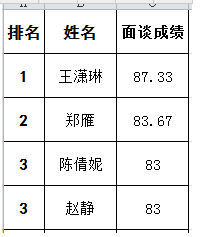 排名 姓名 面谈成绩
1 王潇琳 87.33
2 郑雁 83.67
3 陈倩妮 83
3 赵静 83